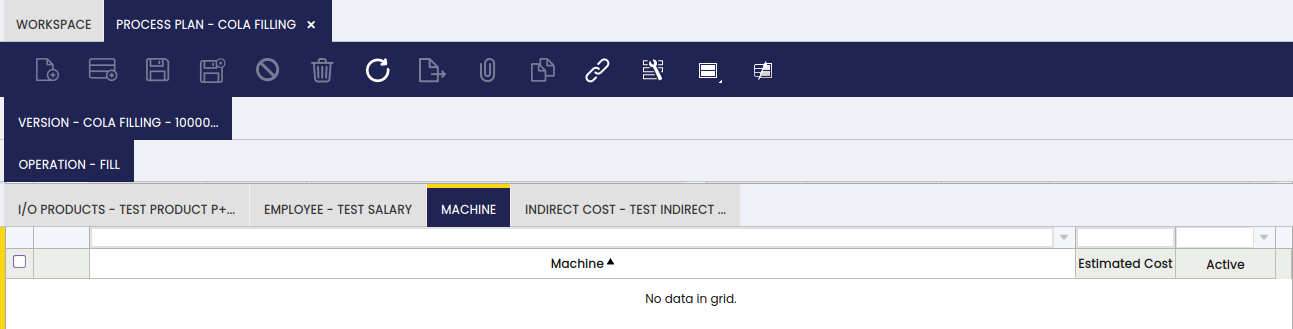 WORKSPACE
PROCESS PLAN - COLA FILLING ×
VERSION - COLA FILLING - 10000...
OPERATION - FILL
I/O PRODUCTS - TEST PRODUCT P+...
EMPLOYEE - TEST SALARY
MACHINE
INDIRECT COST - TEST INDIRECT ...
Machine
Estimated Cost
Active
No data in grid.